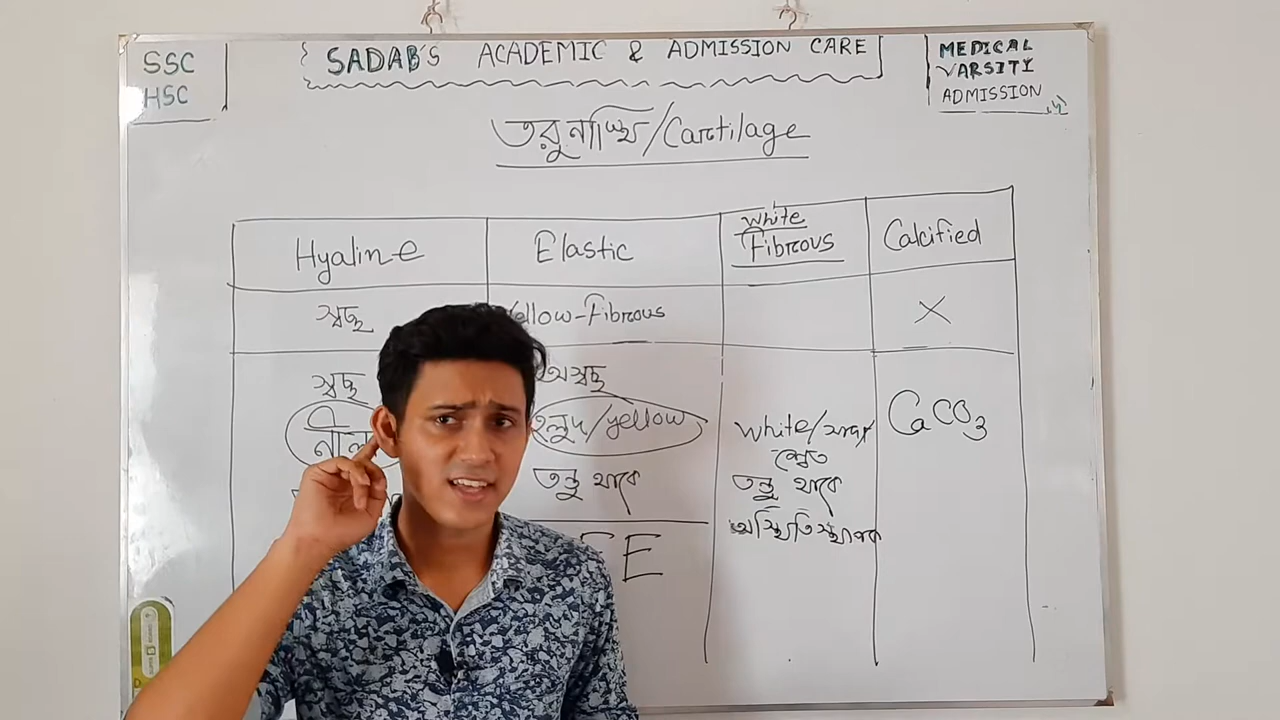 SSC
HSC
SADAB'S ACADEMIC & ADMISSION CARE
MEDICAL
VARSITY
ADMISSION
তরুনাস্থি/Cartilage
Hyaline
Elastic
White
Fibrous
Calcified
স্বচ্ছ
Yellow-Fibrous
X
স্বচ্ছ
নীল
অস্বচ্ছ
হলুদ/yellow
তন্তু থাকে
E
White/সাদা
শ্বেত
তন্তু থাকে
অস্থিতিস্থাপক
CaCO3